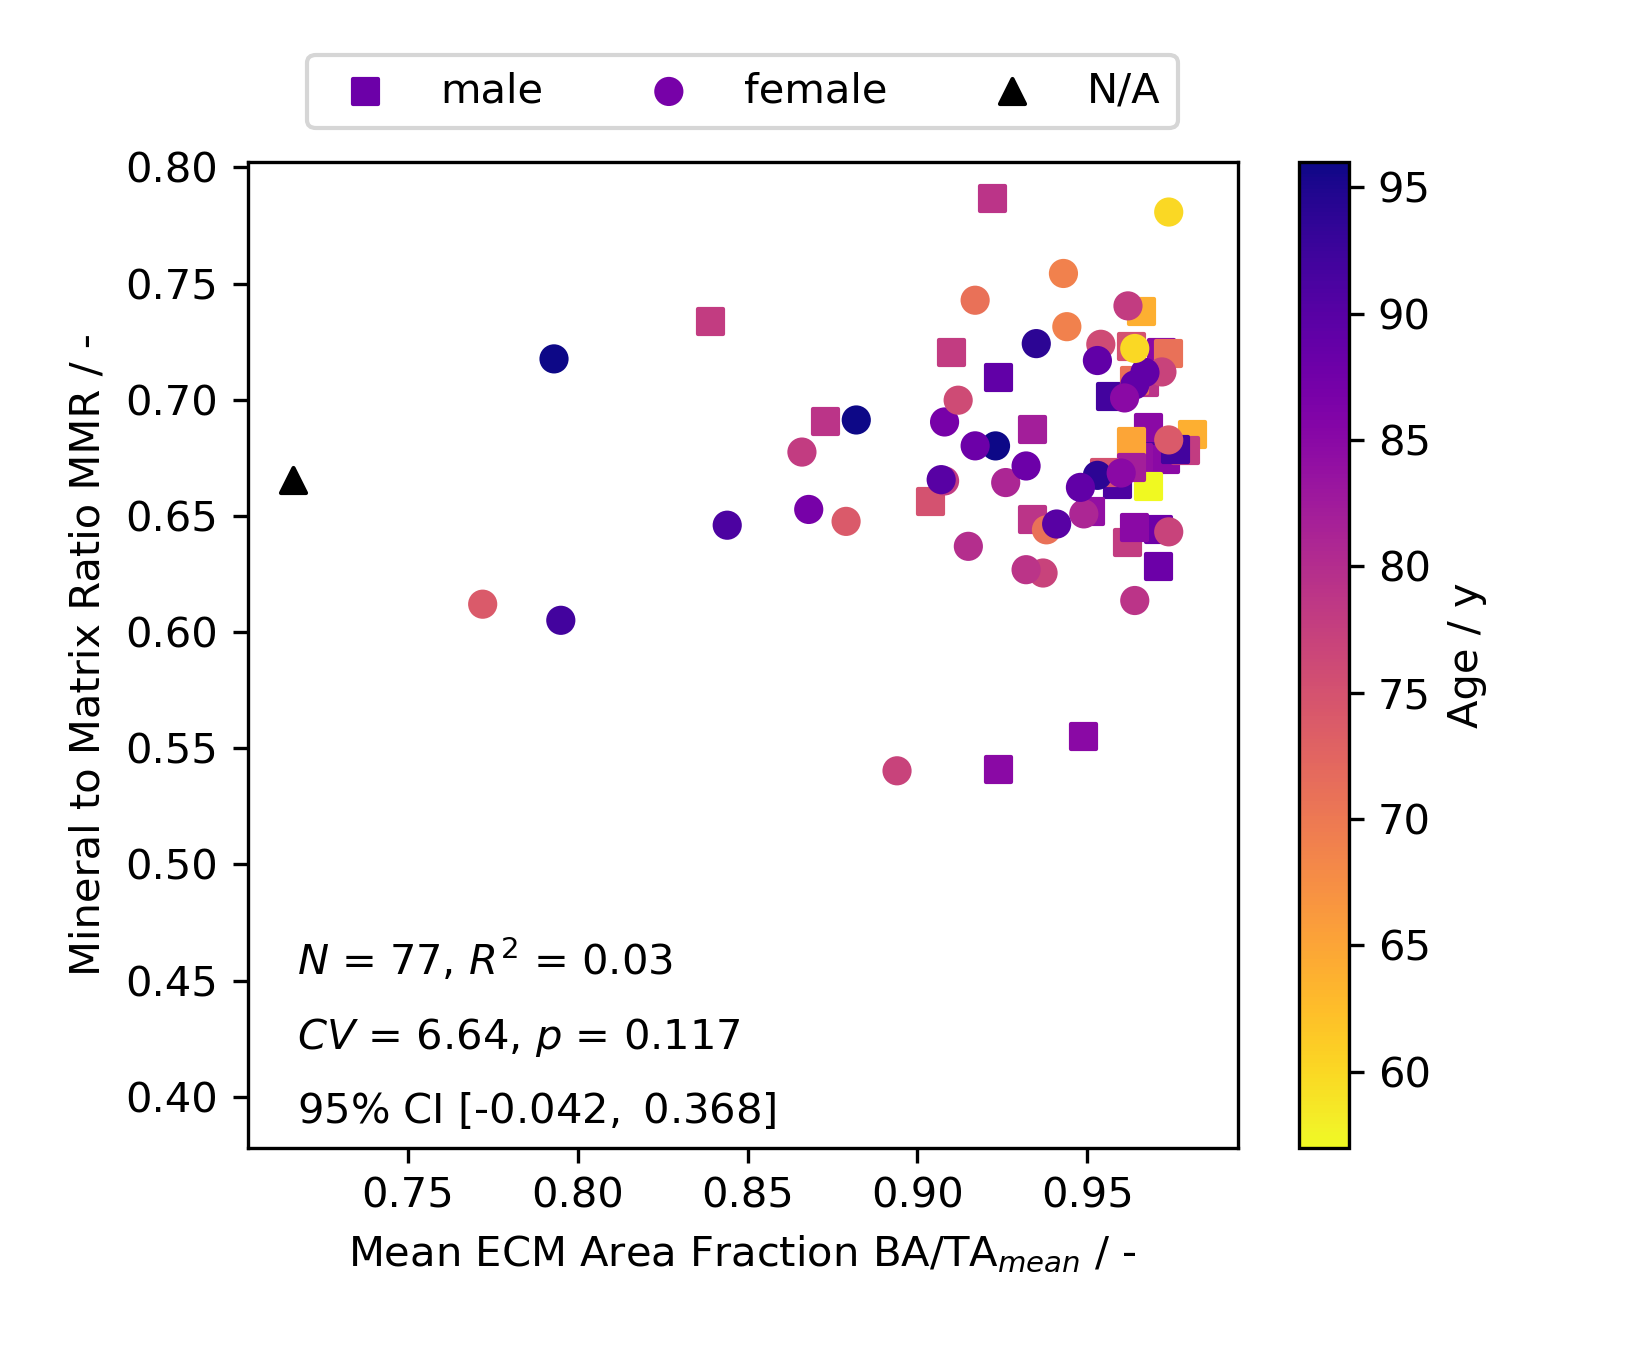 male female N/A
0.80
0.75
0.70
0.65
0.60
0.55
0.50
0.45
0.40
Mineral to Matrix Ratio MMR / -
N = 77, R² = 0.03
CV = 6.64, p = 0.117
95% CI [-0.042, 0.368]
0.75 0.80 0.85 0.90 0.95
Mean ECM Area Fraction BA/TAmean / -
95
90
85
80
75
70
65
60
Age / y